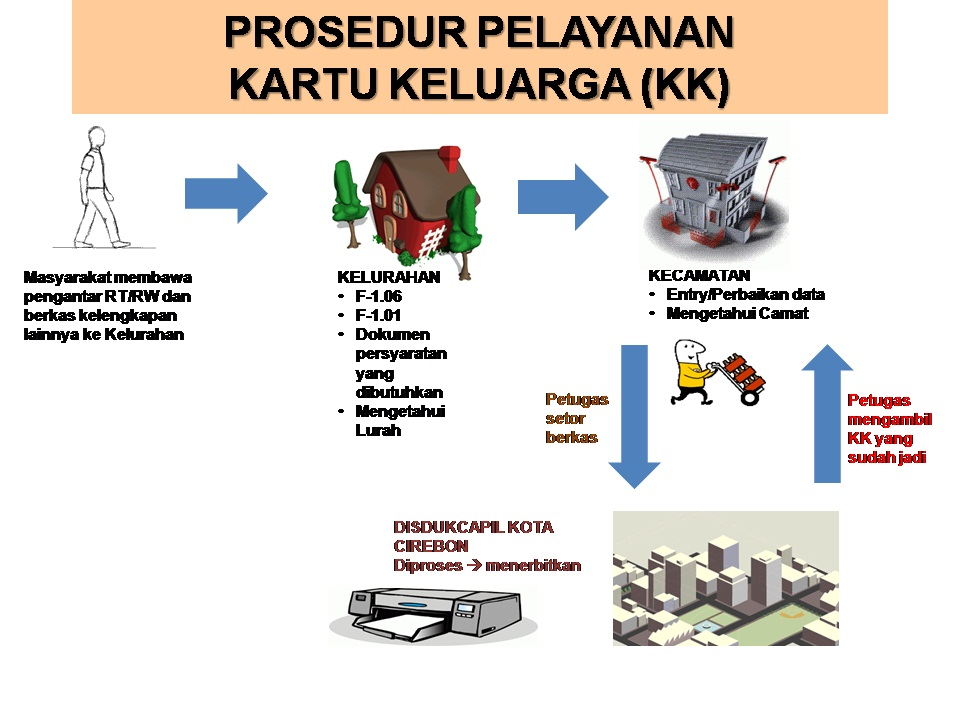 PROSEDUR PELAYANAN
KARTU KELUARGA (KK)
Masyarakat membawa
pengantar RT/RW dan
berkas kelengkapan
lainnya ke Kelurahan
KELURAHAN
• F-1.06
• F-1.01
• Dokumen
persyaratan
yang
dibutuhkan
• Mengetahui
Lurah
KECAMATAN
• Entry/Perbaikan data
• Mengetahui Camat
Petugas
setor
berkas
Petugas
mengambil
KK yang
sudah jadi
DISDUKCAPIL KOTA
CIREBON
Diproses → menerbitkan